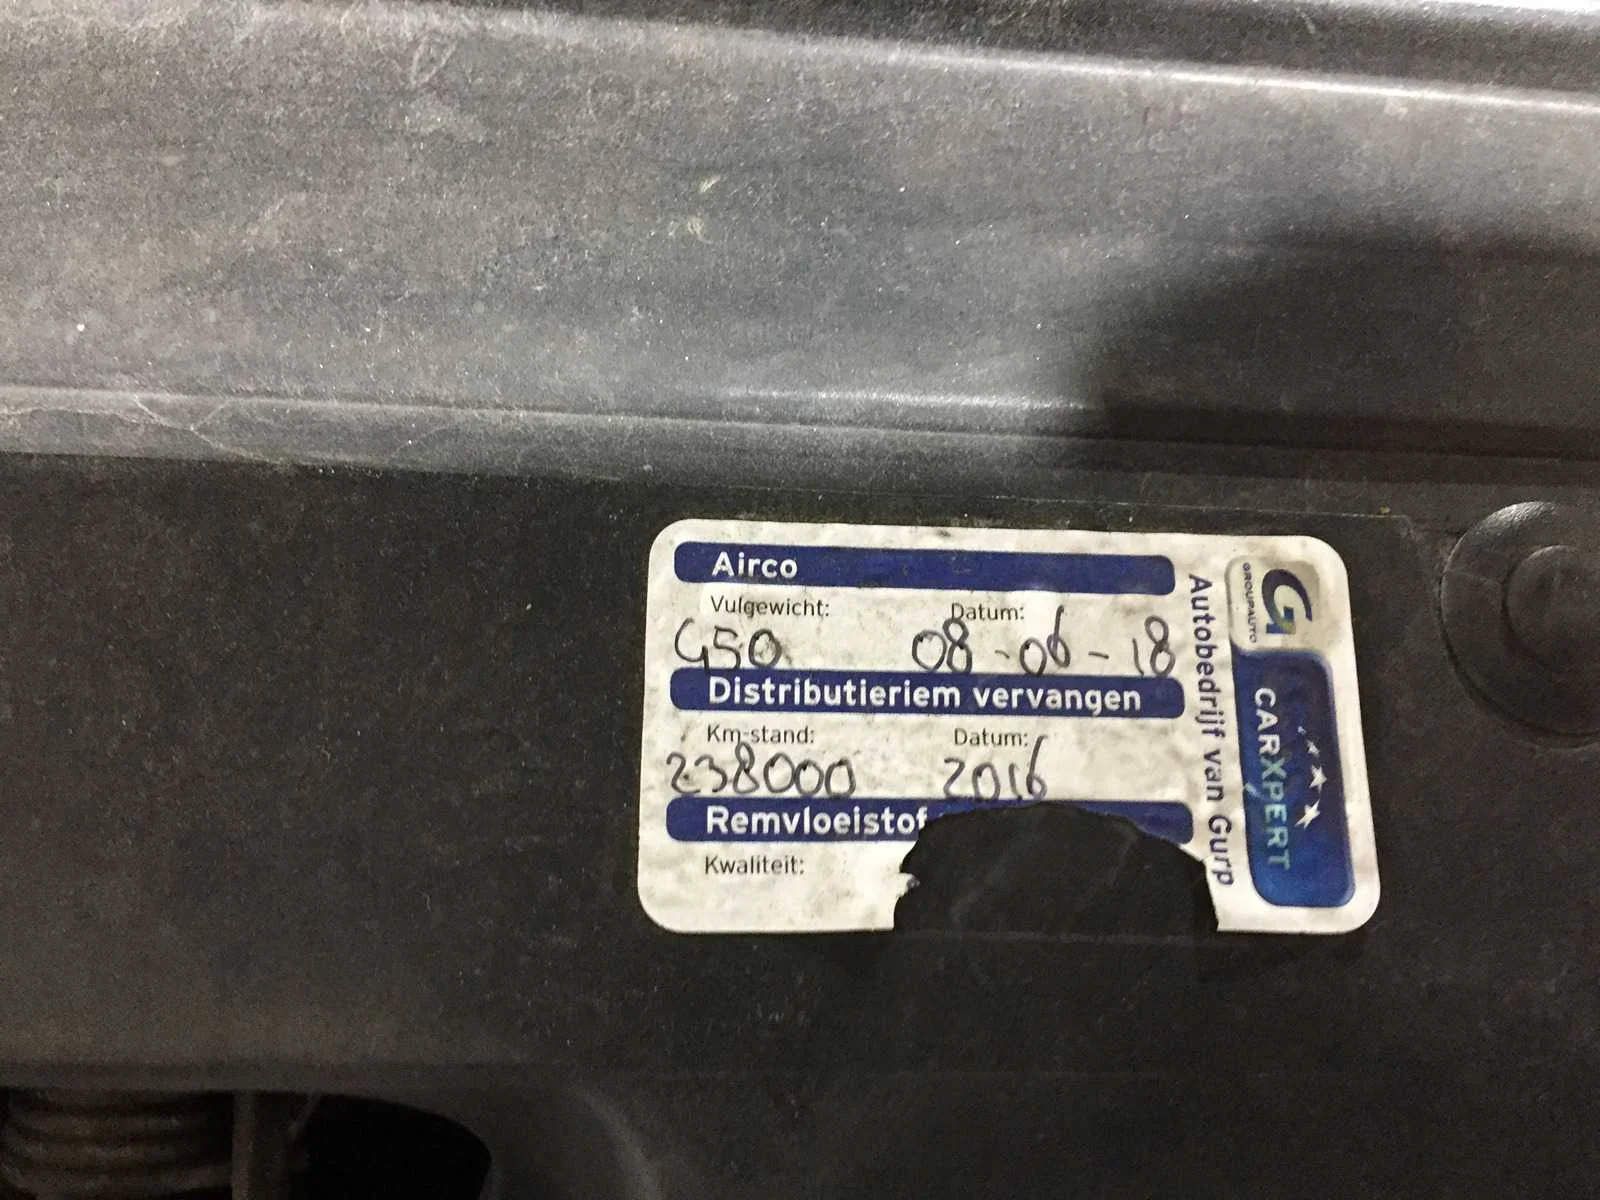 Airco
Vulgewicht: Datum:
450 08-06-18
Distributieriem vervangen
Km-stand: Datum:
238000 2016
Remvloeistof
Kwaliteit:
Autobedrijf van Gurp
G
GROUPAUTO
CARXPERT